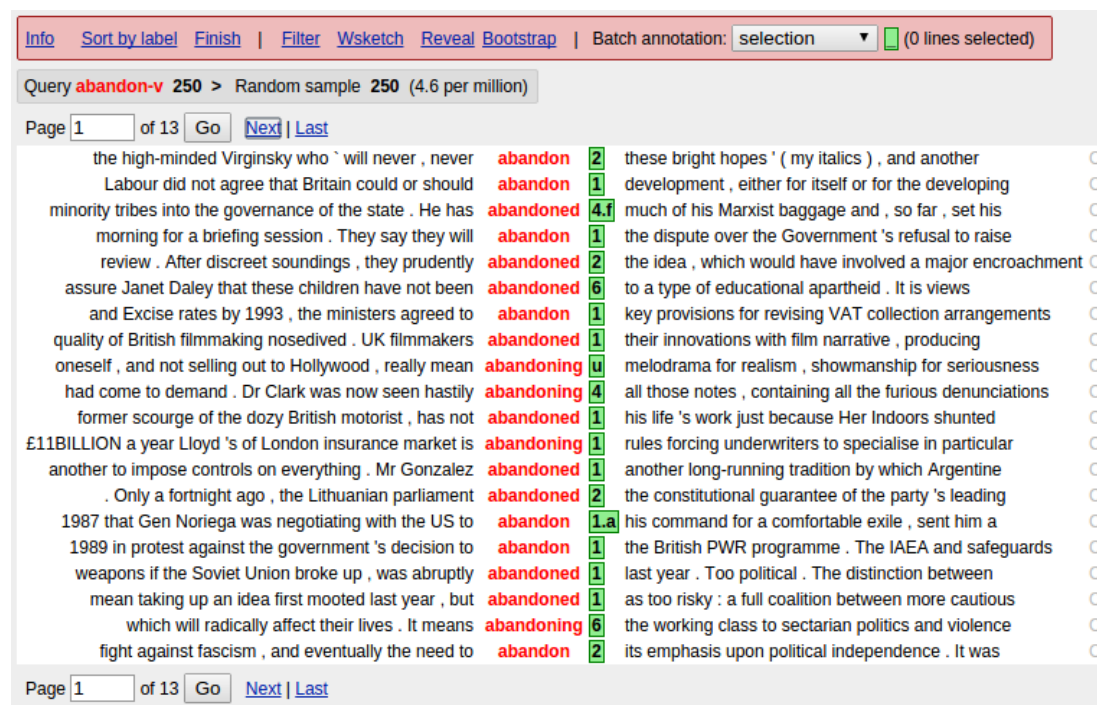 Info Sort by label Finish | Filter Wsketch Reveal Bootstrap | Batch annotation: selection ▼ _ (0 lines selected)
Query abandon-v 250 > Random sample 250 (4.6 per million)
Page 1 of 13 Go Next | Last
the high-minded Virginsky who ` will never , never abandon 2 these bright hopes ' ( my italics ) , and another
Labour did not agree that Britain could or should abandon 1 development , either for itself or for the developing
minority tribes into the governance of the state . He has abandoned 4.f much of his Marxist baggage and , so far , set his
morning for a briefing session . They say they will abandon 1 the dispute over the Government 's refusal to raise
review . After discreet soundings , they prudently abandoned 2 the idea , which would have involved a major encroachment
assure Janet Daley that these children have not been abandoned 6 to a type of educational apartheid . It is views
and Excise rates by 1993 , the ministers agreed to abandon 1 key provisions for revising VAT collection arrangements
quality of British filmmaking nosedived . UK filmmakers abandoned 1 their innovations with film narrative , producing
oneself , and not selling out to Hollywood , really mean abandoning u melodrama for realism , showmanship for seriousness
had come to demand . Dr Clark was now seen hastily abandoning 4 all those notes , containing all the furious denunciations
former scourge of the dozy British motorist , has not abandoned 1 his life 's work just because Her Indoors shunted
£11BILLION a year Lloyd 's of London insurance market is abandoning 1 rules forcing underwriters to specialise in particular
another to impose controls on everything . Mr Gonzalez abandoned 1 another long-running tradition by which Argentine
. Only a fortnight ago , the Lithuanian parliament abandoned 2 the constitutional guarantee of the party 's leading
1987 that Gen Noriega was negotiating with the US to abandon 1.a his command for a comfortable exile , sent him a
1989 in protest against the government 's decision to abandon 1 the British PWR programme . The IAEA and safeguards
weapons if the Soviet Union broke up , was abruptly abandoned 1 last year . Too political . The distinction between
mean taking up an idea first mooted last year , but abandoned 1 as too risky : a full coalition between more cautious
which will radically affect their lives . It means abandoning 6 the working class to sectarian politics and violence
fight against fascism , and eventually the need to abandon 2 its emphasis upon political independence . It was
Page 1 of 13 Go Next | Last